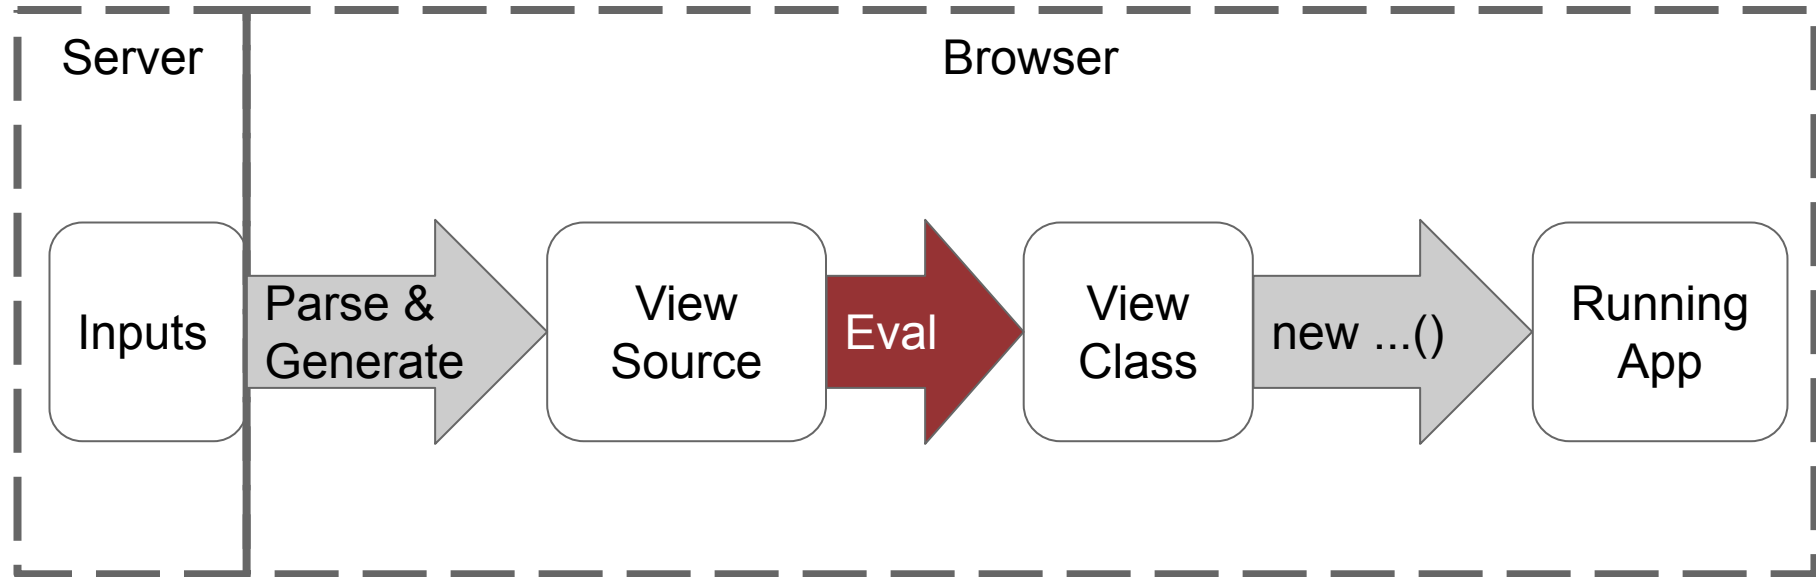 Server
Browser
Inputs
Parse &
Generate
View
Source
Eval
View
Class
new ...()
Running
App